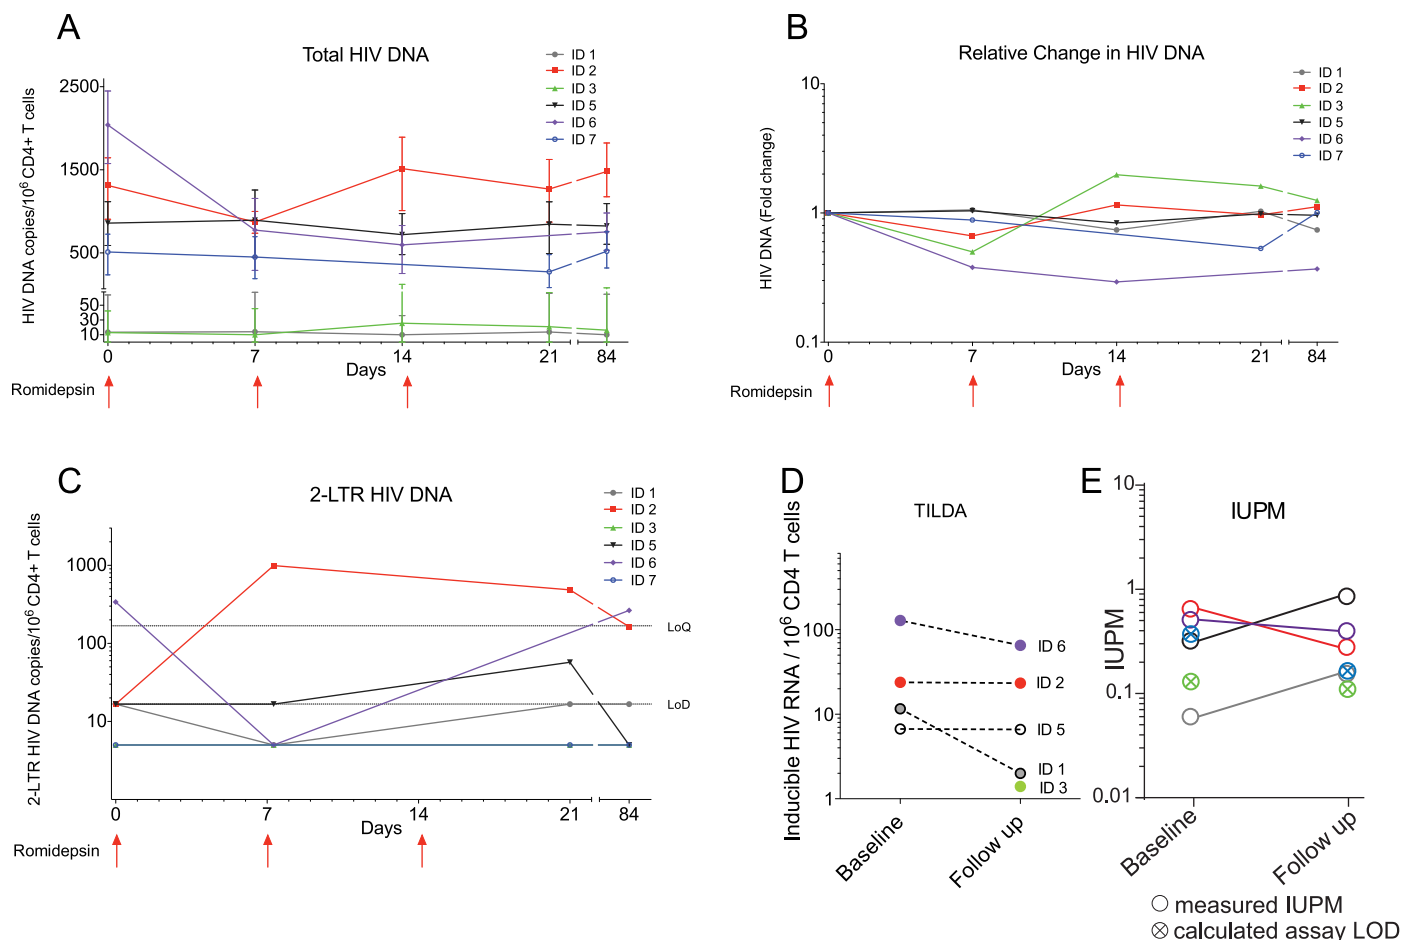 A
Total HIV DNA
HIV DNA copies/10⁶ CD4+ T cells
2500
1500
500
50
30
10
0
7
14
21
84
Days
Romidepsin
ID 1
ID 2
ID 3
ID 5
ID 6
ID 7
B
Relative Change in HIV DNA
HIV DNA (Fold change)
10
1
0.1
0
7
14
21
84
Days
Romidepsin
ID 1
ID 2
ID 3
ID 5
ID 6
ID 7
C
2-LTR HIV DNA
2-LTR HIV DNA copies/10⁶ CD4+ T cells
1000
100
10
LoQ
LoD
0
7
14
21
84
Days
Romidepsin
ID 1
ID 2
ID 3
ID 5
ID 6
ID 7
D
TILDA
Inducible HIV RNA / 10⁶ CD4 T cells
100
10
1
ID 6
ID 2
ID 5
ID 1
ID 3
Baseline
Follow up
E
IUPM
IUPM
10
1
0.1
0.01
Baseline
Follow up
measured IUPM
calculated assay LOD